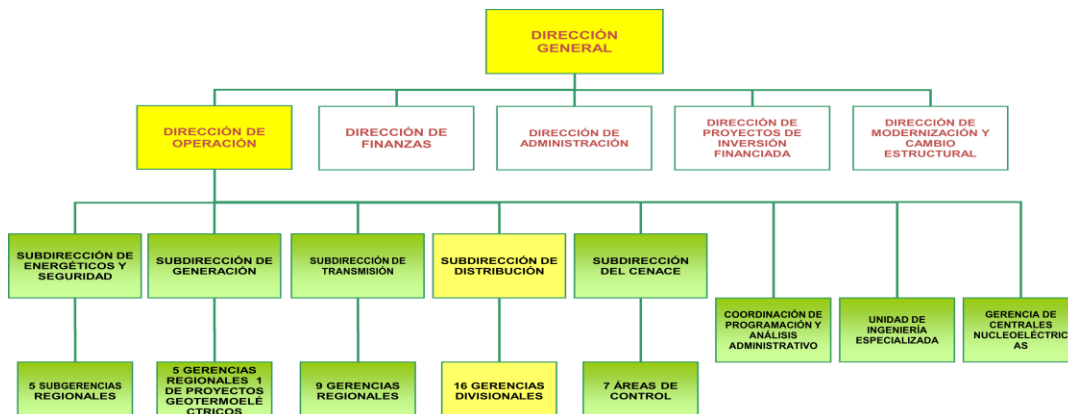 DIRECCIÓN
GENERAL
DIRECCIÓN DE
OPERACIÓN
DIRECCIÓN DE
FINANZAS
DIRECCIÓN DE
ADMINISTRACIÓN
DIRECCIÓN DE
PROYECTOS DE
INVERSIÓN
FINANCIADA
DIRECCIÓN DE
MODERNIZACIÓN Y
CAMBIO
ESTRUCTURAL
SUBDIRECCIÓN DE
ENERGÉTICOS Y
SEGURIDAD
SUBDIRECCIÓN DE
GENERACIÓN
SUBDIRECCIÓN DE
TRANSMISIÓN
SUBDIRECCIÓN DE
DISTRIBUCIÓN
SUBDIRECCIÓN
DEL CENACE
COORDINACIÓN DE
PROGRAMACIÓN Y
ANÁLISIS
ADMINISTRATIVO
UNIDAD DE
INGENIERÍA
ESPECIALIZADA
GERENCIA DE
CENTRALES
NUCLEOELÉCTRIC
AS
5 SUBGERENCIAS
REGIONALES
5 GERENCIAS
REGIONALES 1
DE PROYECTOS
GEOTERMOELÉ
CTRICOS
9 GERENCIAS
REGIONALES
16 GERENCIAS
DIVISIONALES
7 ÁREAS DE
CONTROL